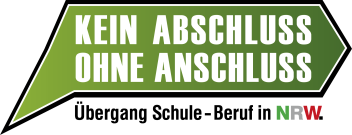 KEIN ABSCHLUSS
OHNE ANSCHLUSS
Übergang Schule-Beruf in NRW.